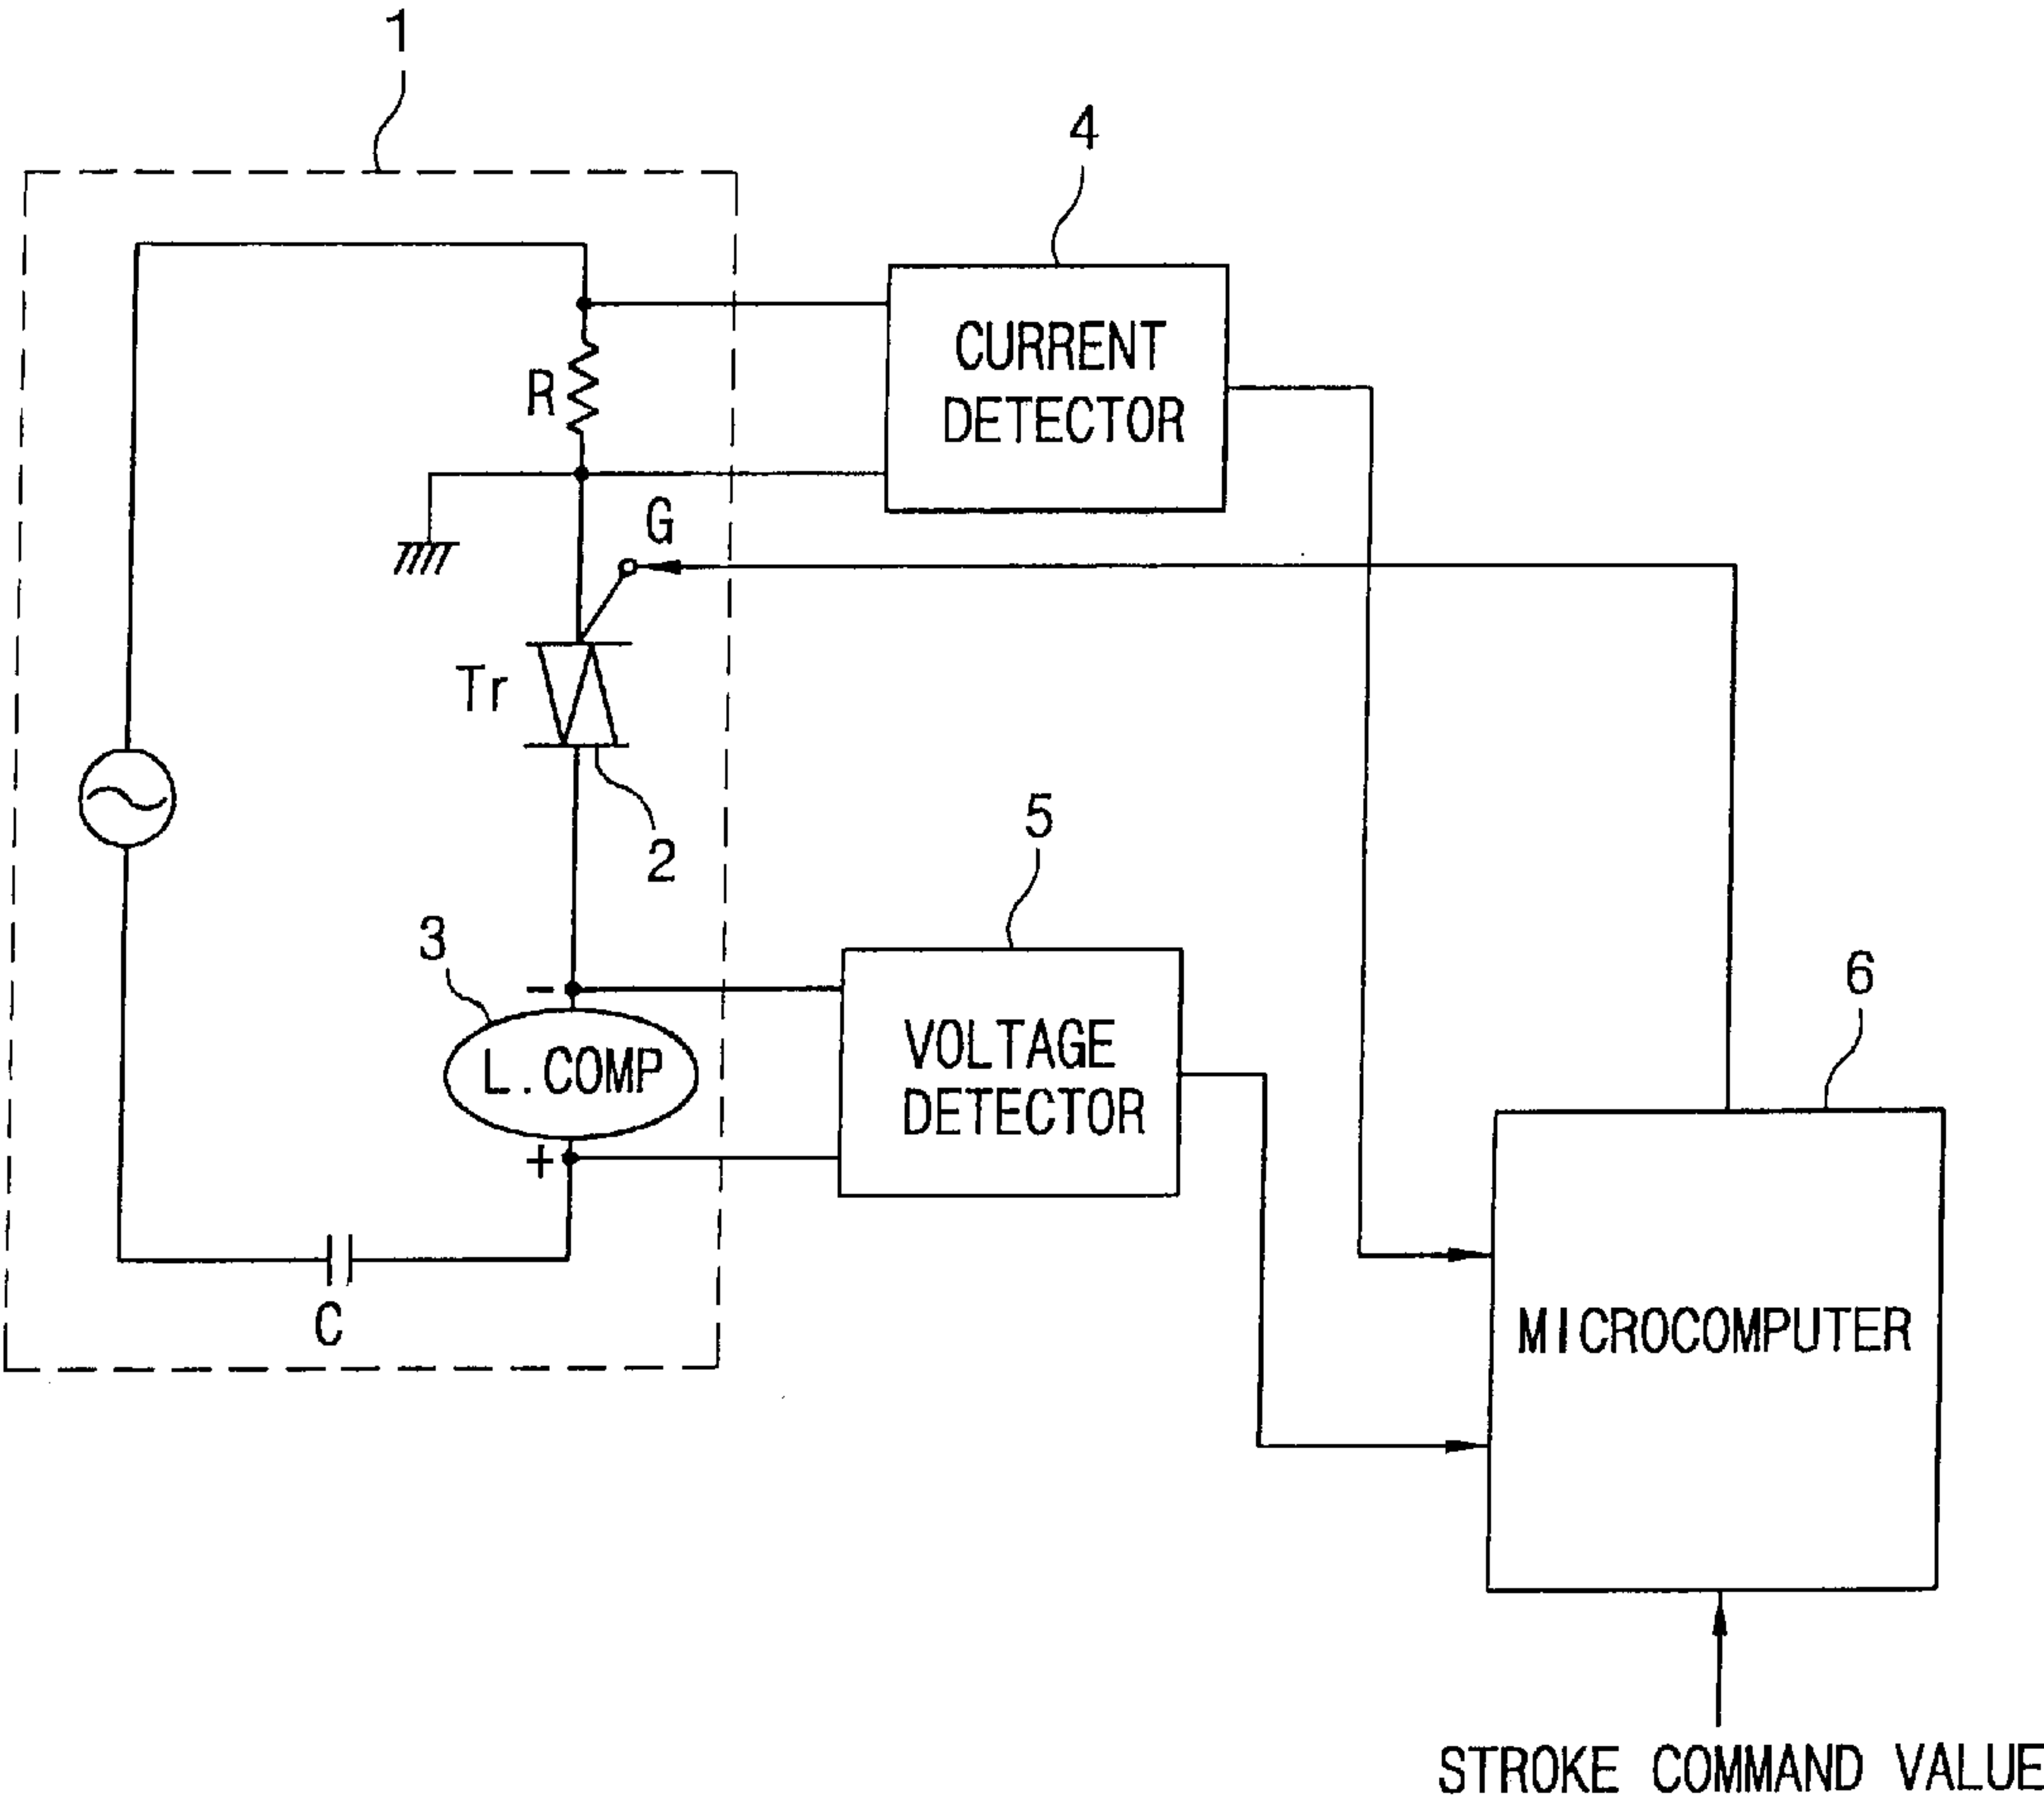 1
4
CURRENT
DETECTOR
R
G
Tr
2
5
3
-
L.COMP
+
VOLTAGE
DETECTOR
6
C
MICROCOMPUTER
STROKE COMMAND VALUE